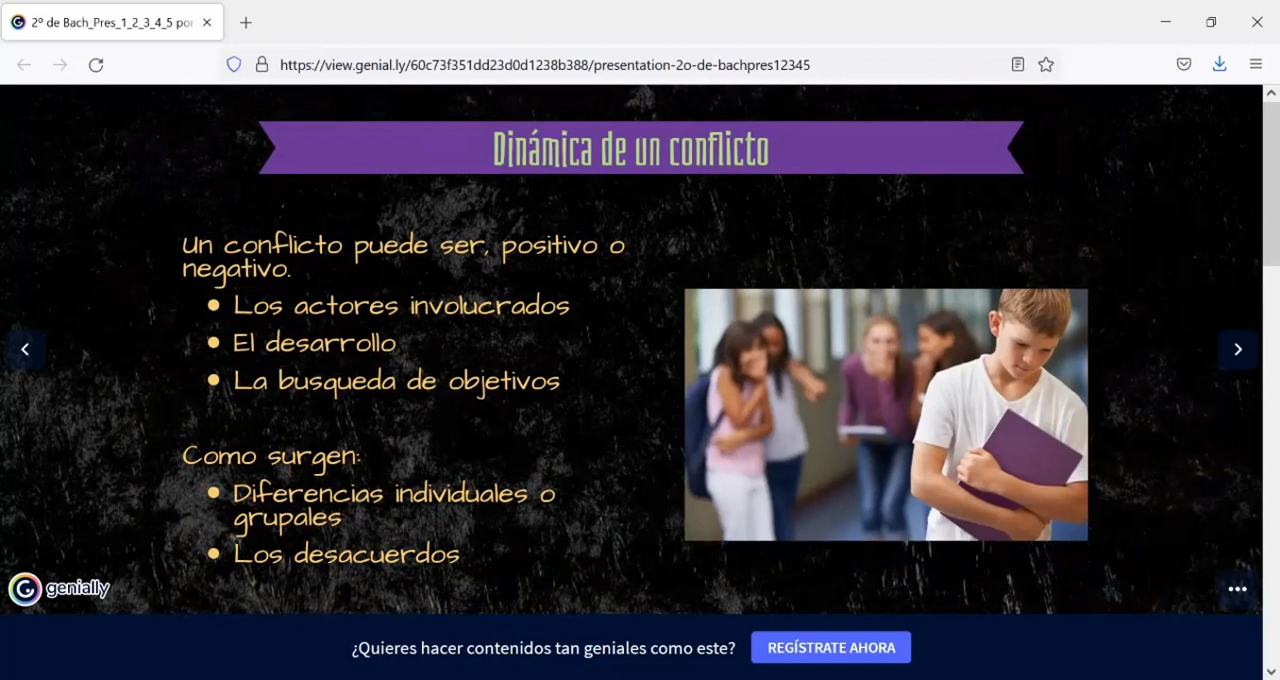 2º de Bach_Pres_1_2_3_4_5 po
https://view.genial.ly/60c73f351dd23d0d1238b388/presentation-2o-de-bachpres12345
Dinámica de un conflicto
Un conflicto puede ser, positivo o
negativo.
Los actores involucrados
El desarrollo
La busqueda de objetivos
Como surgen:
Diferencias individuales o
grupales
Los desacuerdos
genially
¿Quieres hacer contenidos tan geniales como este?
REGÍSTRATE AHORA